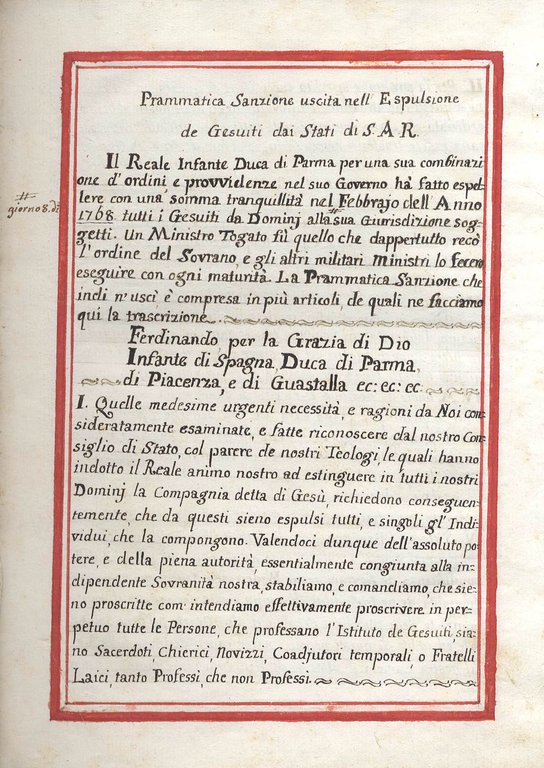 Prammatica Sanzione uscita nell' Espulsione
de Gesuiti dai Stati di S. A. R.
Il Reale Infante Duca di Parma per una sua combinazi
one d'ordini, e provvielenze nel suo Governo ha fatto espel
lere con una somma tranquillità nel # Febbrajo dell'Anno
# giorno 8. di
1768. tutti i Gesuiti da Dominj alla sua Giurisdizione sog=
getti. Un Ministro Togato fù quello che dappertutto recò
l'ordine del Sovrano, e gli altri militari Ministri lo fecero
eseguire con ogni maturità. La Prammatica Sanzione che
indi n'uscì, è compresa in più articoli, de quali ne facciamo
qui la trascrizione.
Ferdinando per la Grazia di Dio
Infante di Spagna, Duca di Parma,
di Piacenza, e di Guastalla ec: ec: ec:
I. Quelle medesime urgenti necessità, e ragioni da Noi con=
sideratamente esaminate, e fatte riconoscere dal nostro Con=
siglio di Stato, col parere de nostri Teologi, le quali hanno
indotto il Reale animo nostro ad estinguere in tutti i nostri
Dominj la Compagnia detta di Gesù, richiedono conseguen=
temente, che da questi sieno espulsi tutti, e singoli gl'Indi=
vidui, che la compongono. Valendoci dunque dell'assoluto po=
tere, e della piena autorità, essentialmente congiunta alla in=
dipendente Sovranità nostra, stabiliamo, e comandiamo, che sie=
no proscritte com' intendiamo effettivamente proscrivere in per=
petuo tutte le Persone, che professano l'Istituto de Gesuiti, sia=
no Sacerdoti, Chierici, Novizzi, Coadjutori temporali, o Fratelli
Laici, tanto Professi, che non Professi.